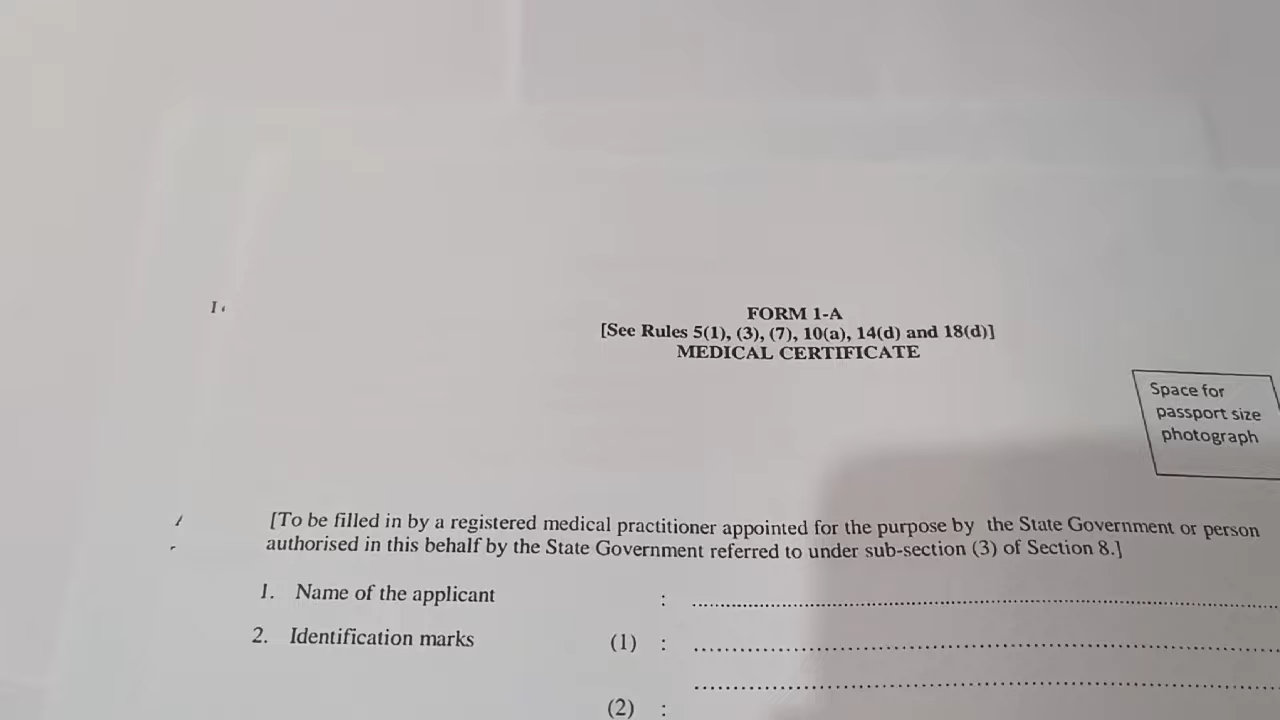 FORM 1-A
[See Rules 5(1), (3), (7), 10(a), 14(d) and 18(d)]
MEDICAL CERTIFICATE
Space for
passport size
photograph
[To be filled in by a registered medical practitioner appointed for the purpose by the State Government or person
authorised in this behalf by the State Government referred to under sub-section (3) of Section 8.]
1. Name of the applicant : ..........
2. Identification marks (1) : ..........
..........
(2) :